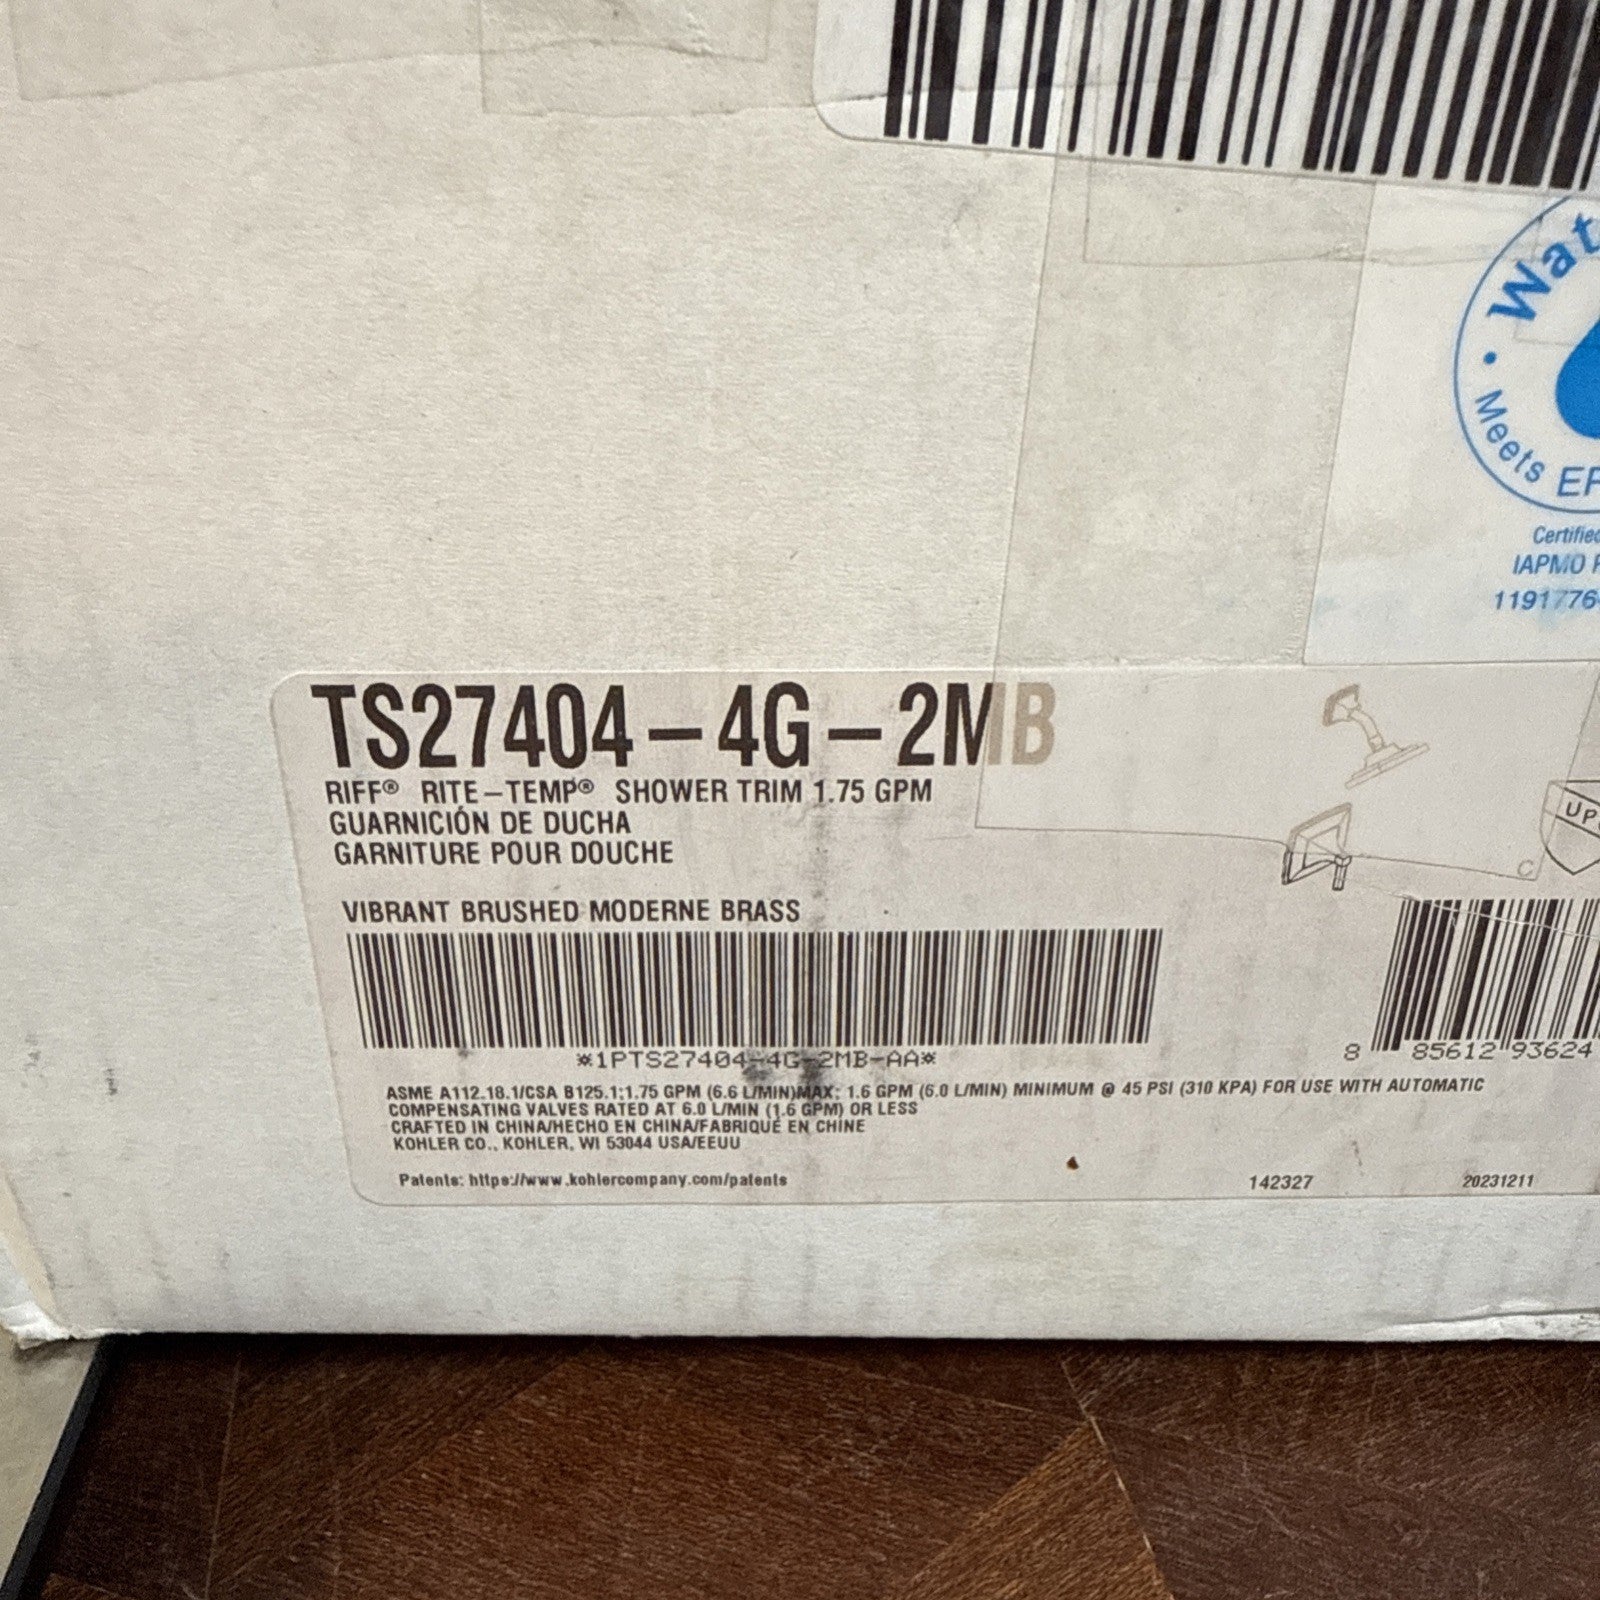 Wat
• Meets EP
Certified
IAPMO
1191776
TS27404-4G-2MB
RIFF® RITE-TEMP® SHOWER TRIM 1.75 GPM
GUARNICIÓN DE DUCHA
GARNITURE POUR DOUCHE
UPC
C
VIBRANT BRUSHED MODERNE BRASS
*1PTS27404-4G-2MB-AA*
8 85612 93624
ASME A112.18.1/CSA B125.1:1.75 GPM (6.6 L/MIN)MAX; 1.6 GPM (6.0 L/MIN) MINIMUM @ 45 PSI (310 KPA) FOR USE WITH AUTOMATIC
COMPENSATING VALVES RATED AT 6.0 L/MIN (1.6 GPM) OR LESS
CRAFTED IN CHINA/HECHO EN CHINA/FABRIQUÉ EN CHINE
KOHLER CO., KOHLER, WI 53044 USA/EEUU
Patents: https://www.kohlercompany.com/patents
142327
20231211